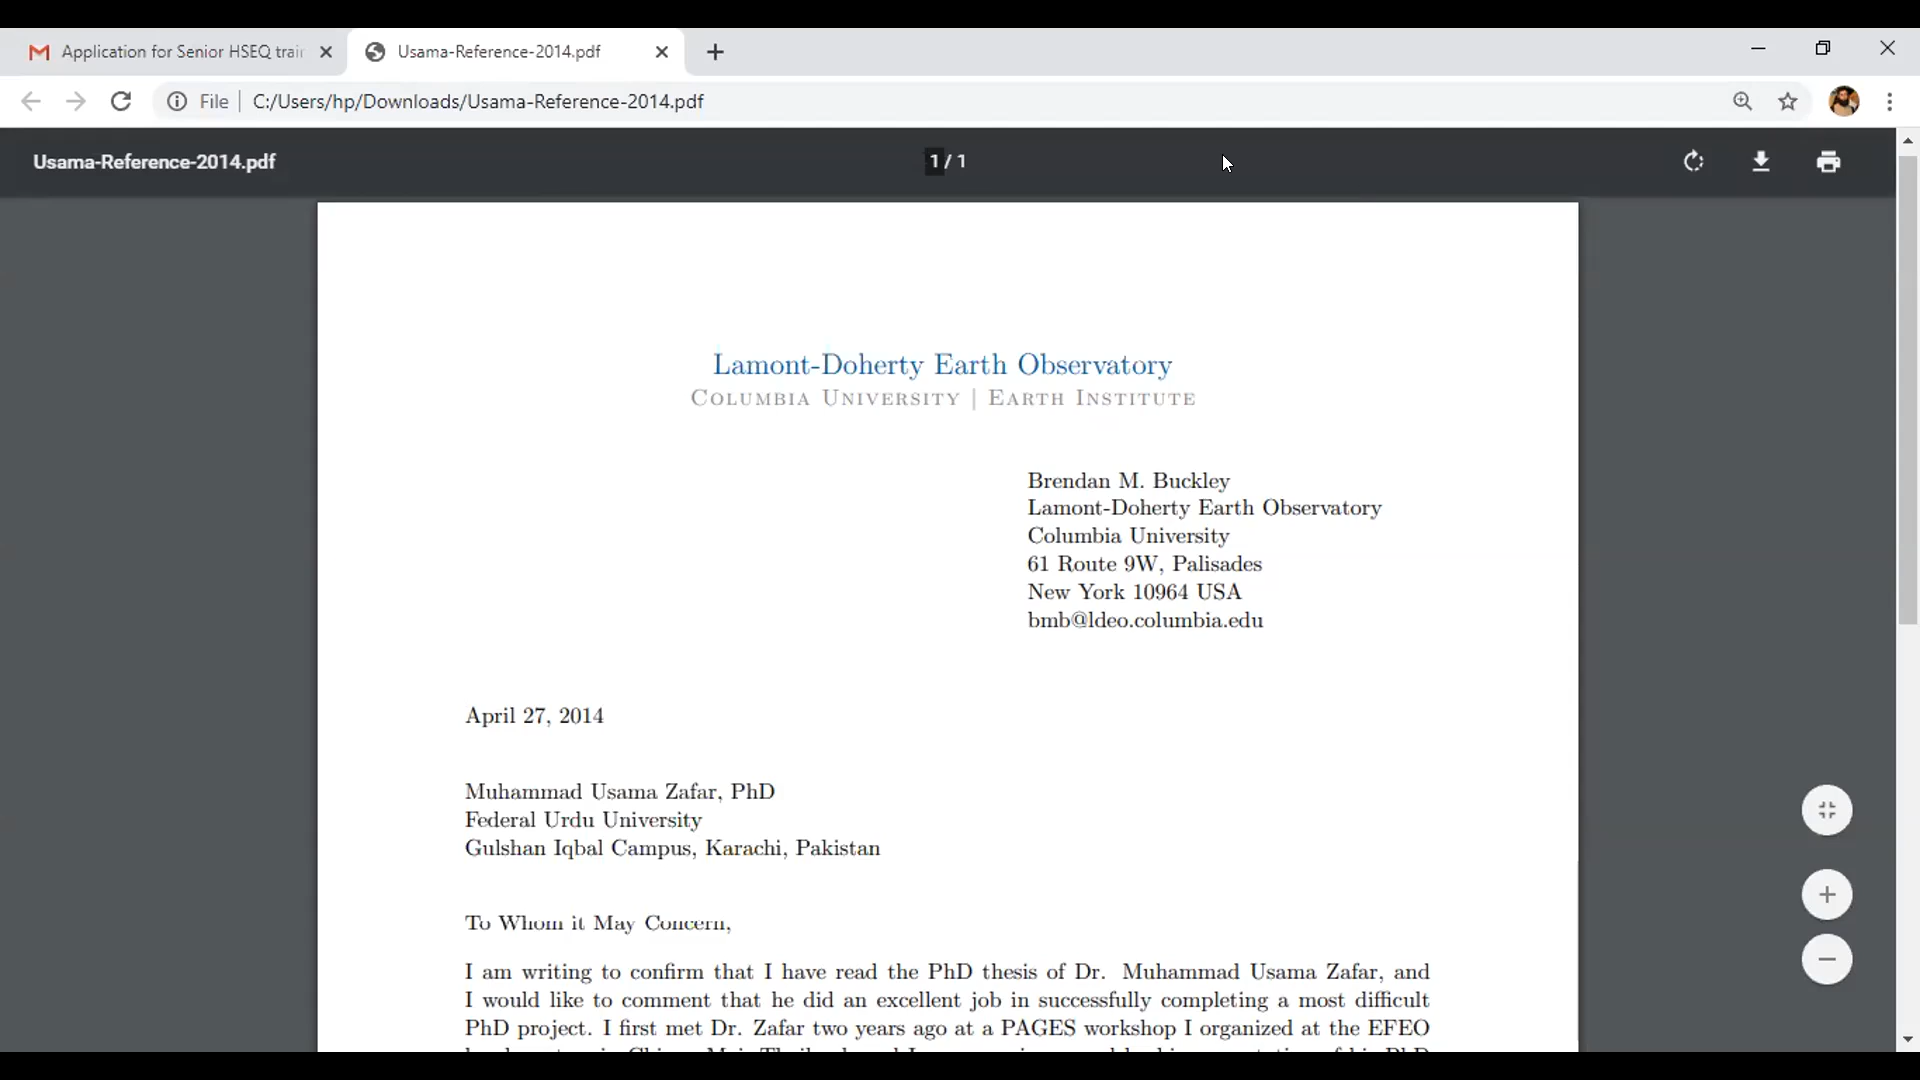 Application for Senior HSEQ train
Usama-Reference-2014.pdf
File
C:/Users/hp/Downloads/Usama-Reference-2014.pdf
Usama-Reference-2014.pdf
1 / 1
Lamont-Doherty Earth Observatory
Columbia University | Earth Institute
Brendan M. Buckley
Lamont-Doherty Earth Observatory
Columbia University
61 Route 9W, Palisades
New York 10964 USA
bmb@ldeo.columbia.edu
April 27, 2014
Muhammad Usama Zafar, PhD
Federal Urdu University
Gulshan Iqbal Campus, Karachi, Pakistan
To Whom it May Concern,
I am writing to confirm that I have read the PhD thesis of Dr. Muhammad Usama Zafar, and
I would like to comment that he did an excellent job in successfully completing a most difficult
PhD project. I first met Dr. Zafar two years ago at a PAGES workshop I organized at the EFEO